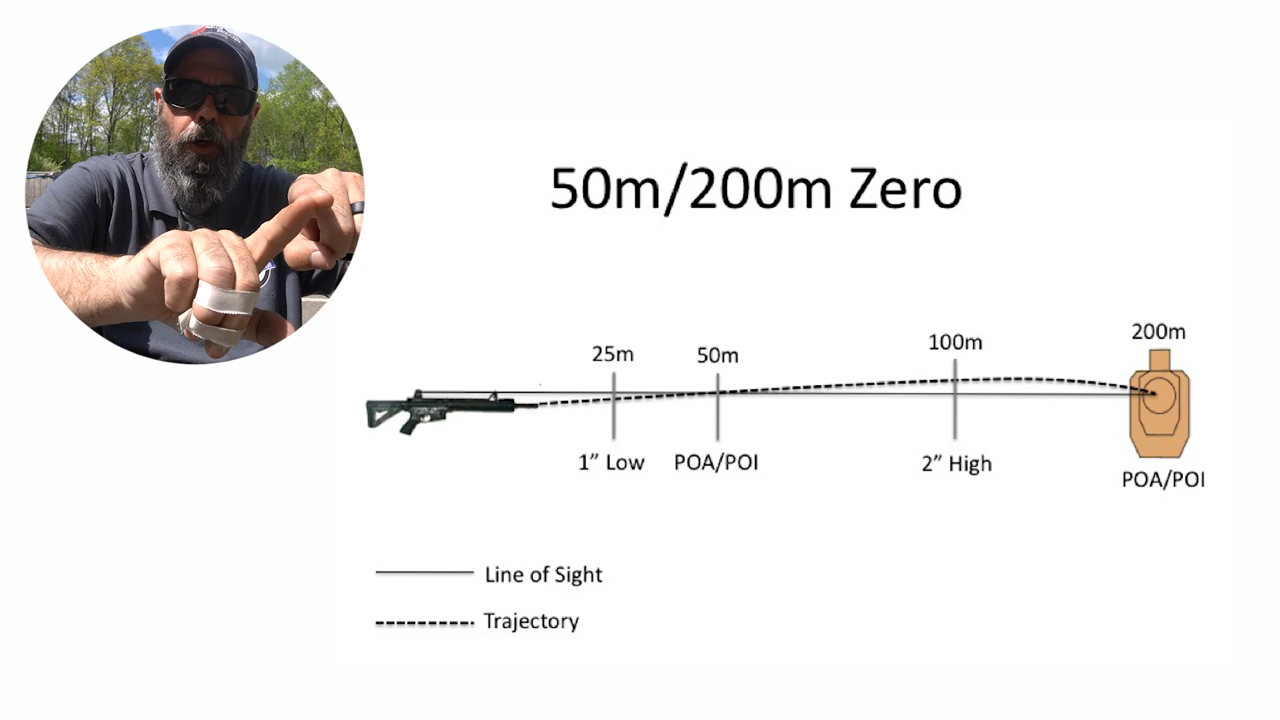 50m/200m Zero
200m
100m
25m
50m
1” Low
POA/POI
2” High
POA/POI
Line of Sight
Trajectory